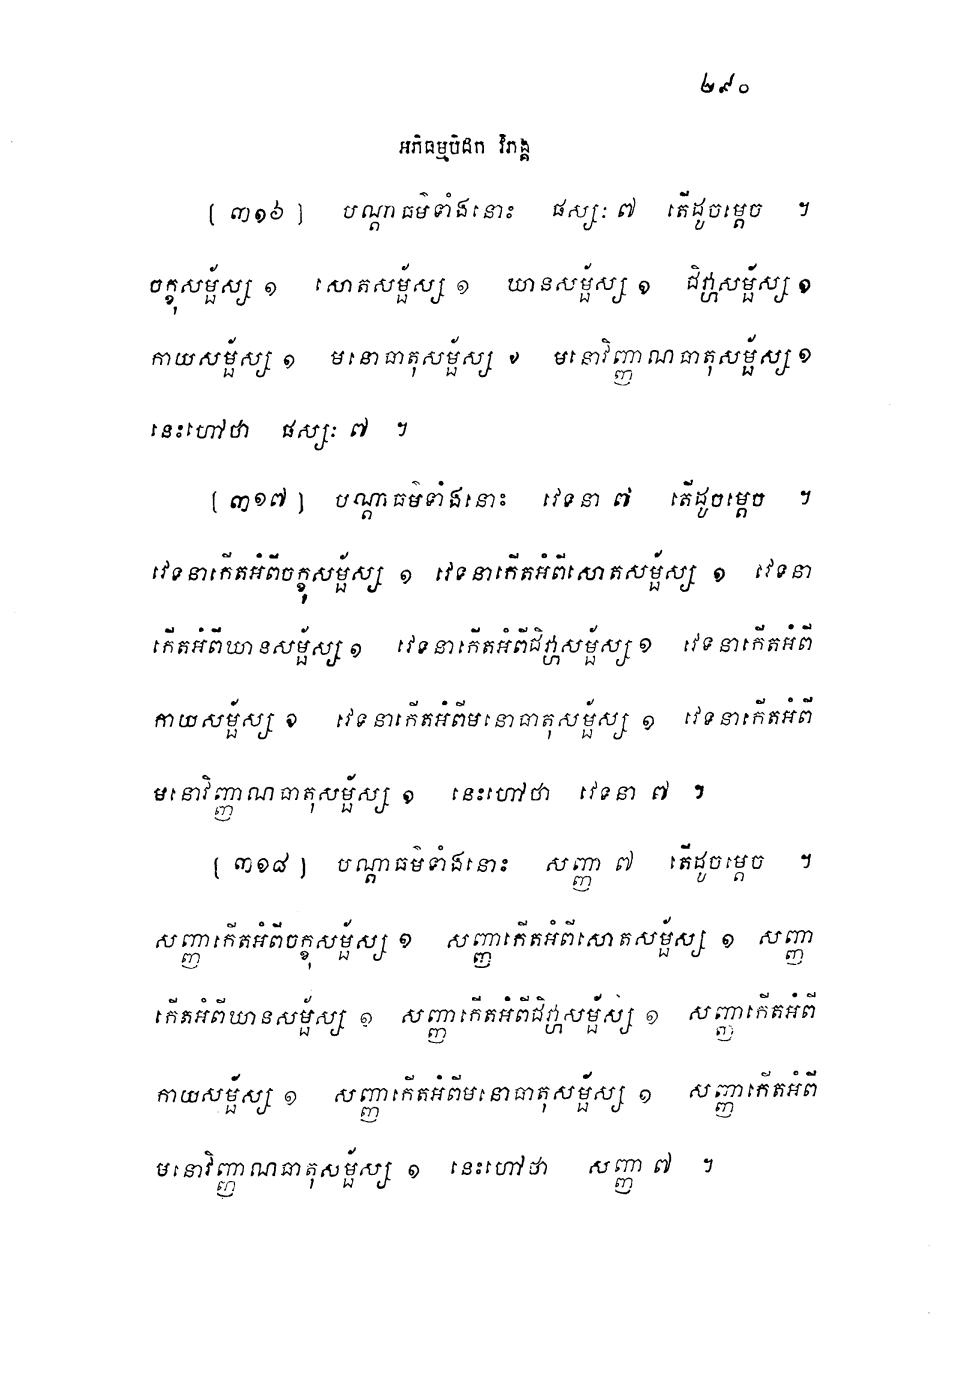 ២៩០
អភិធម្មបិដក វិភង្គ
[ ៣១៦ ] បណ្ដាធម៌ទាំងនោះ ផស្សៈ ៧ តើដូចម្ដេច ។
ចក្ខុសម្ផ័ស្ស ១ សោតសម្ផ័ស្ស ១ ឃានសម្ផ័ស្ស ១ ជិវ្ហាសម្ផ័ស្ស ១
កាយសម្ផ័ស្ស ១ មនោធាតុសម្ផ័ស្ស ១ មនោវិញ្ញាណធាតុសម្ផ័ស្ស ១
នេះហៅថា ផស្សៈ ៧ ។
[ ៣១៧ ] បណ្ដាធម៌ទាំងនោះ វេទនា ៧ តើដូចម្ដេច ។
វេទនាកើតអំពីចក្ខុសម្ផ័ស្ស ១ វេទនាកើតអំពីសោតសម្ផ័ស្ស ១ វេទនា
កើតអំពីឃានសម្ផ័ស្ស ១ វេទនាកើតអំពីជិវ្ហាសម្ផ័ស្ស ១ វេទនាកើតអំពី
កាយសម្ផ័ស្ស ១ វេទនាកើតអំពីមនោធាតុសម្ផ័ស្ស ១ វេទនាកើតអំពី
មនោវិញ្ញាណធាតុសម្ផ័ស្ស ១ នេះហៅថា វេទនា ៧ ។
[ ៣១៨ ] បណ្ដាធម៌ទាំងនោះ សញ្ញា ៧ តើដូចម្ដេច ។
សញ្ញាកើតអំពីចក្ខុសម្ផ័ស្ស ១ សញ្ញាកើតអំពីសោតសម្ផ័ស្ស ១ សញ្ញា
កើតអំពីឃានសម្ផ័ស្ស ១ សញ្ញាកើតអំពីជិវ្ហាសម្ផ័ស្ស ១ សញ្ញាកើតអំពី
កាយសម្ផ័ស្ស ១ សញ្ញាកើតអំពីមនោធាតុសម្ផ័ស្ស ១ សញ្ញាកើតអំពី
មនោវិញ្ញាណធាតុសម្ផ័ស្ស ១ នេះហៅថា សញ្ញា ៧ ។